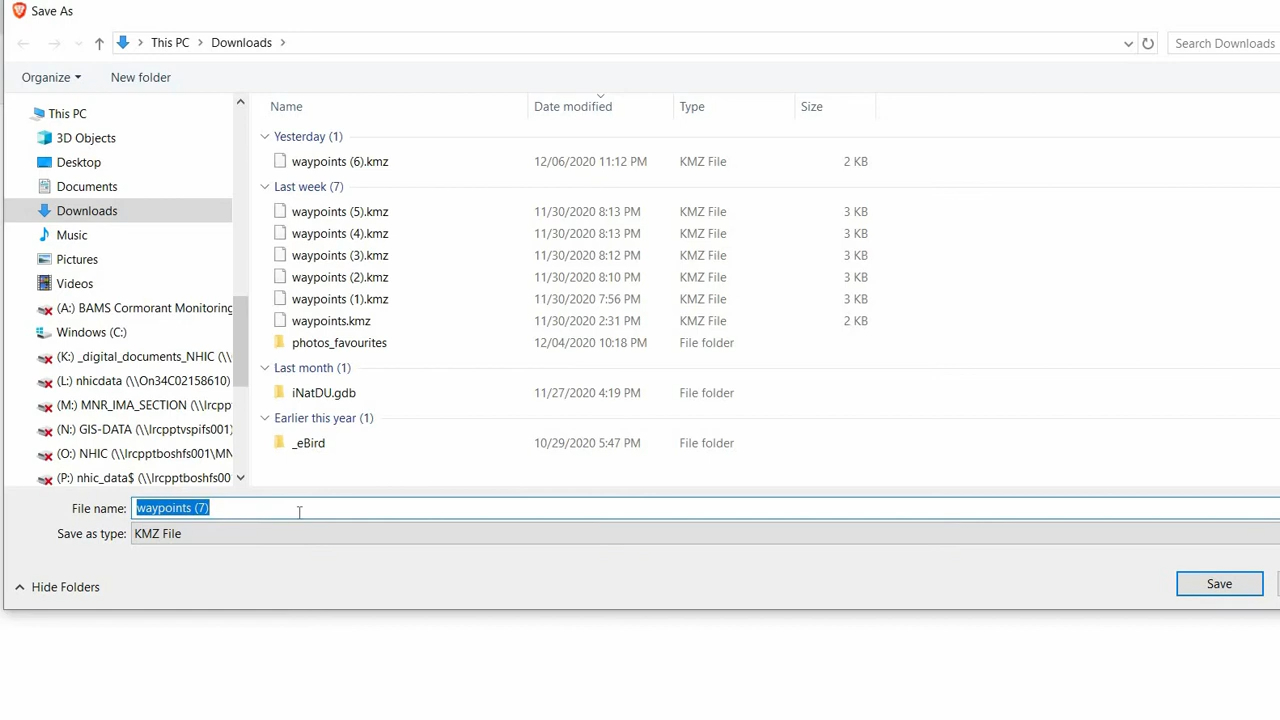 Save As
This PC > Downloads >
Search Downloads
Organize
New folder
This PC
3D Objects
Desktop
Documents
Downloads
Music
Pictures
Videos
(A:) BAMS Cormorant Monitoring
Windows (C:)
(K:) _digital_documents_NHIC (\\
(L:) nhicdata (\\On34C02158610)
(M:) MNR_IMA_SECTION (\\lrcppt
(N:) GIS-DATA (\\lrcpptvspifs001)
(O:) NHIC (\\lrcpptboshfs001\MN
(P:) nhic_data$ (\\lrcpptboshfs00
Name Date modified Type Size
Yesterday (1)
waypoints (6).kmz 12/06/2020 11:12 PM KMZ File 2 KB
Last week (7)
waypoints (5).kmz 11/30/2020 8:13 PM KMZ File 3 KB
waypoints (4).kmz 11/30/2020 8:13 PM KMZ File 3 KB
waypoints (3).kmz 11/30/2020 8:12 PM KMZ File 3 KB
waypoints (2).kmz 11/30/2020 8:10 PM KMZ File 3 KB
waypoints (1).kmz 11/30/2020 7:56 PM KMZ File 3 KB
waypoints.kmz 11/30/2020 2:31 PM KMZ File 2 KB
photos_favourites 12/04/2020 10:18 PM File folder
Last month (1)
iNatDU.gdb 11/27/2020 4:19 PM File folder
Earlier this year (1)
_eBird 10/29/2020 5:47 PM File folder
File name: waypoints (7)
Save as type: KMZ File
Hide Folders
Save